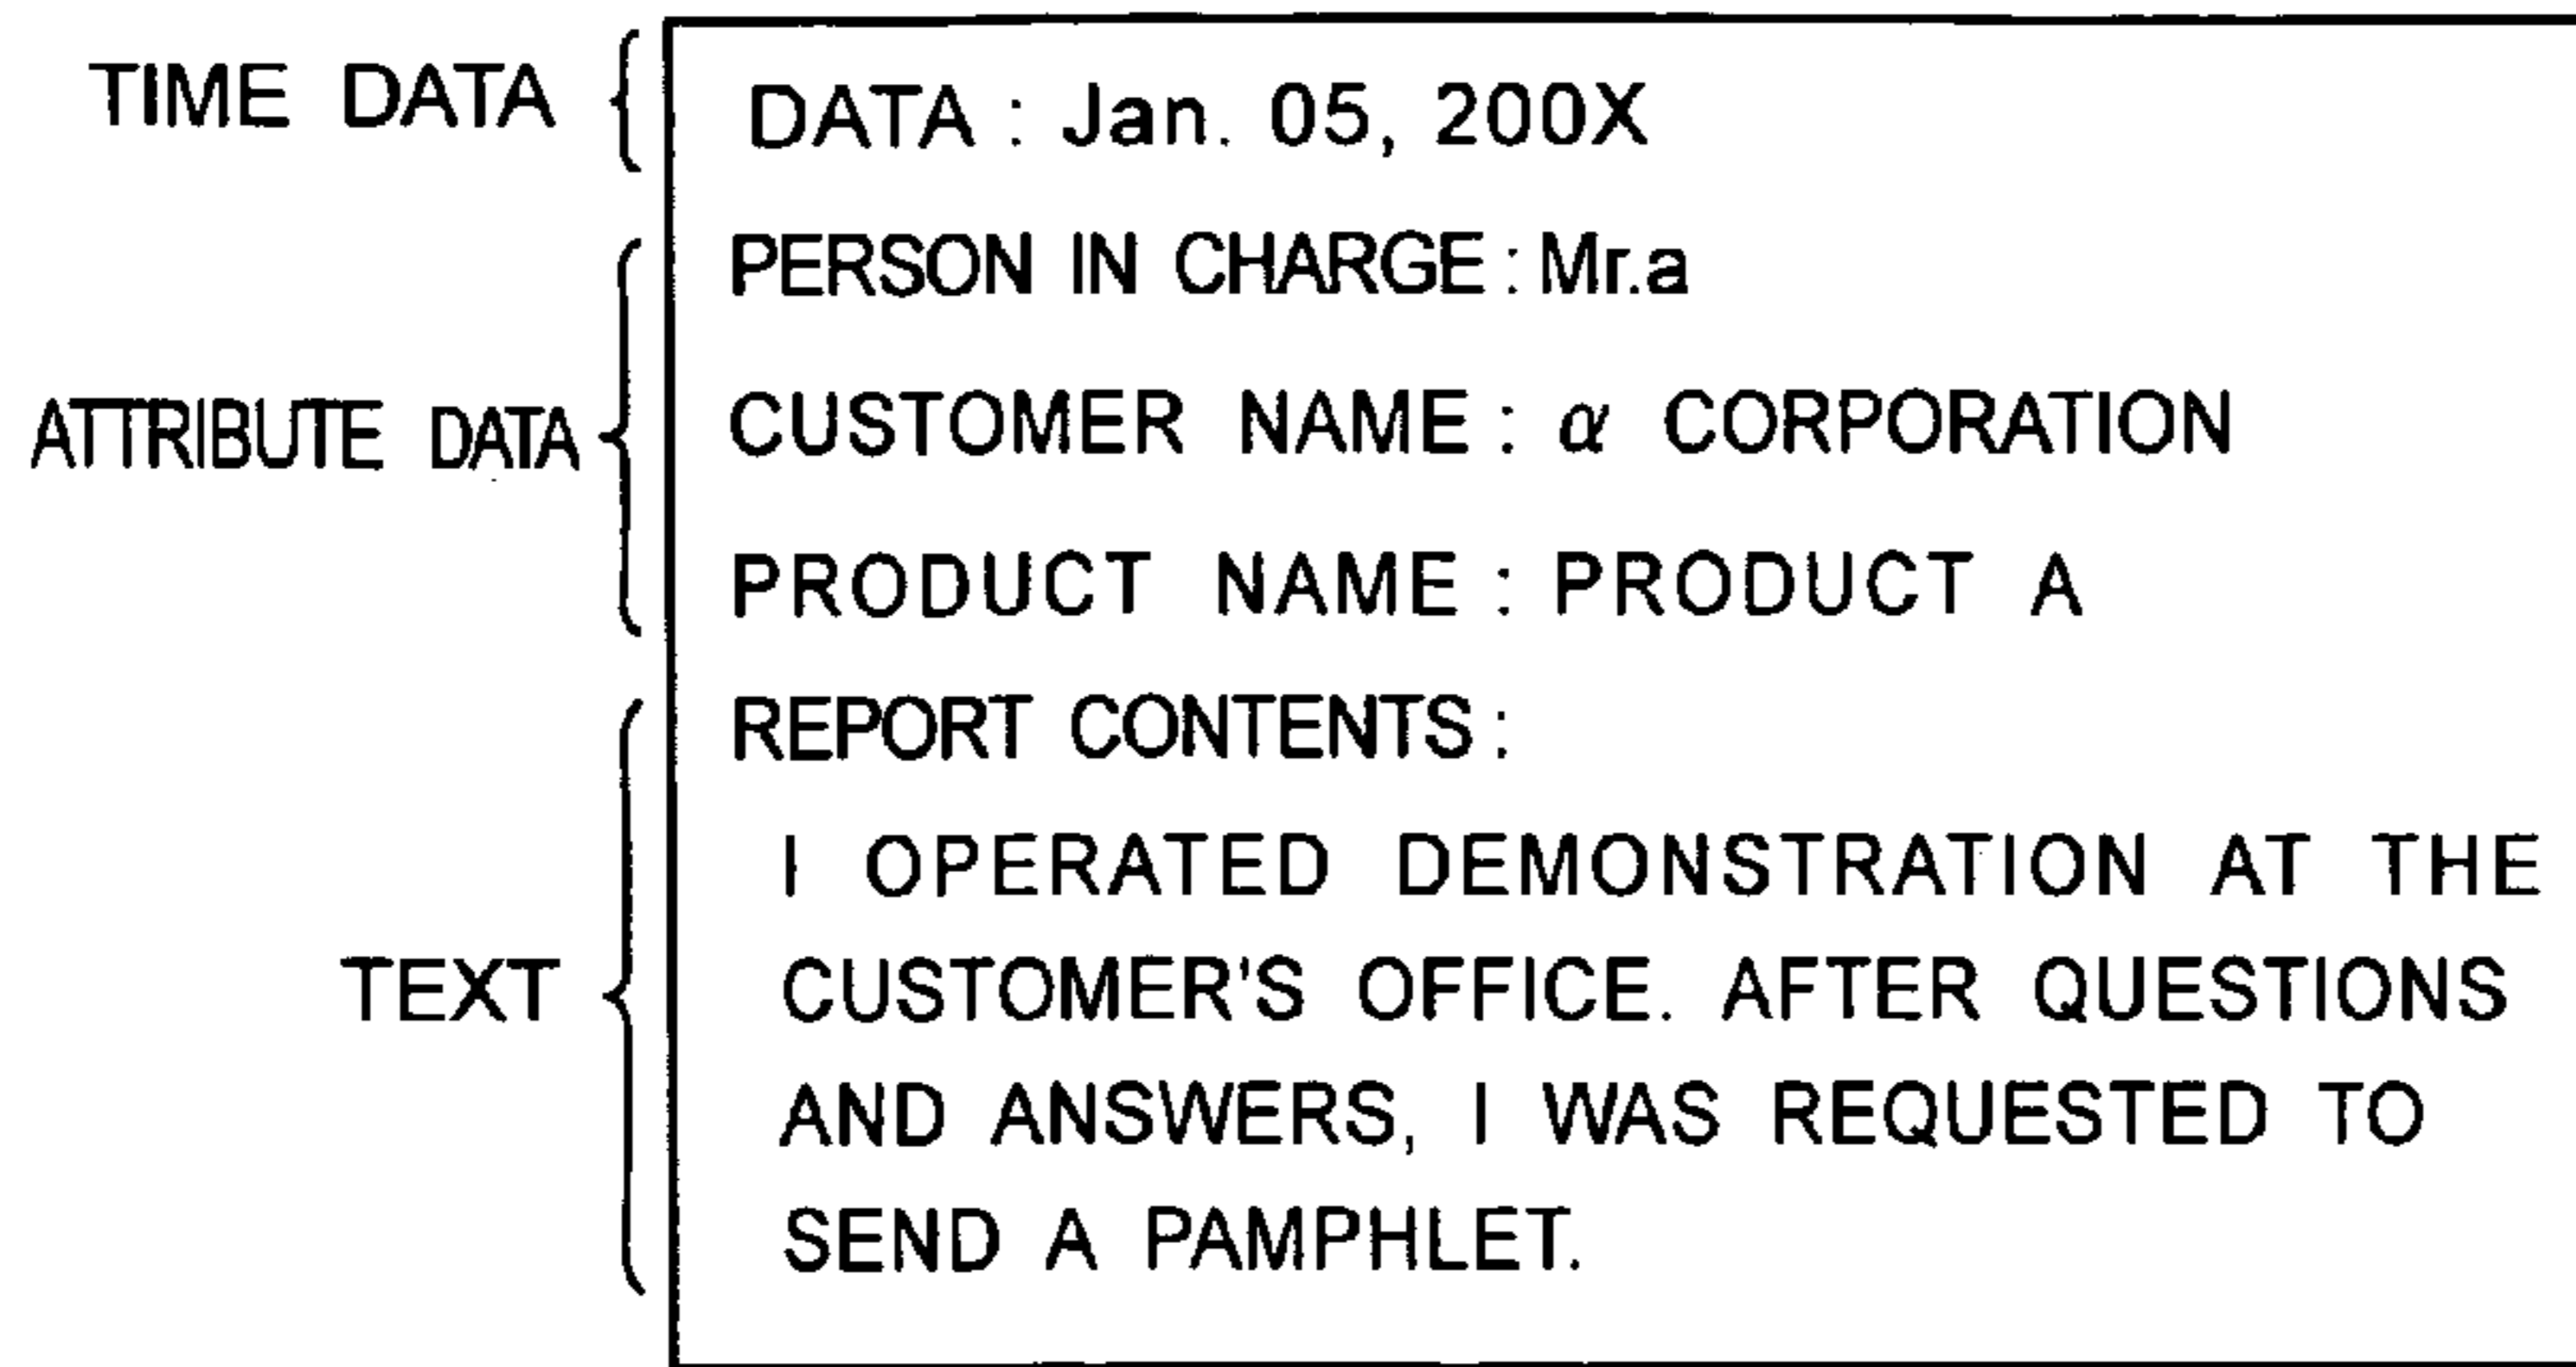 TIME DATA
DATA : Jan. 05, 200X
ATTRIBUTE DATA
PERSON IN CHARGE : Mr.a
CUSTOMER NAME : α CORPORATION
PRODUCT NAME : PRODUCT A
TEXT
REPORT CONTENTS :
I OPERATED DEMONSTRATION AT THE
CUSTOMER'S OFFICE. AFTER QUESTIONS
AND ANSWERS, I WAS REQUESTED TO
SEND A PAMPHLET.